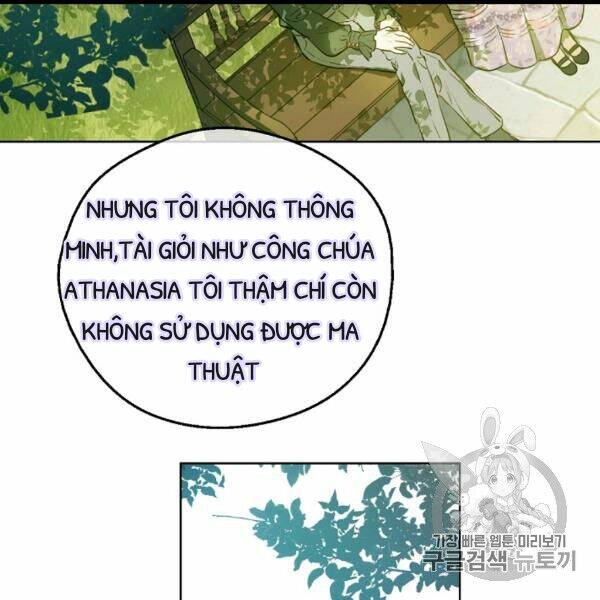 NHƯNG TÔI KHÔNG THÔNG
MINH,TÀI GIỎI NHƯ CÔNG CHÚA
ATHANASIA TÔI THẬM CHÍ CÒN
KHÔNG SỬ DỤNG ĐƯỢC MA
THUẬT
가장 빠른 웹툰 미리보기
구글검색 뉴토끼